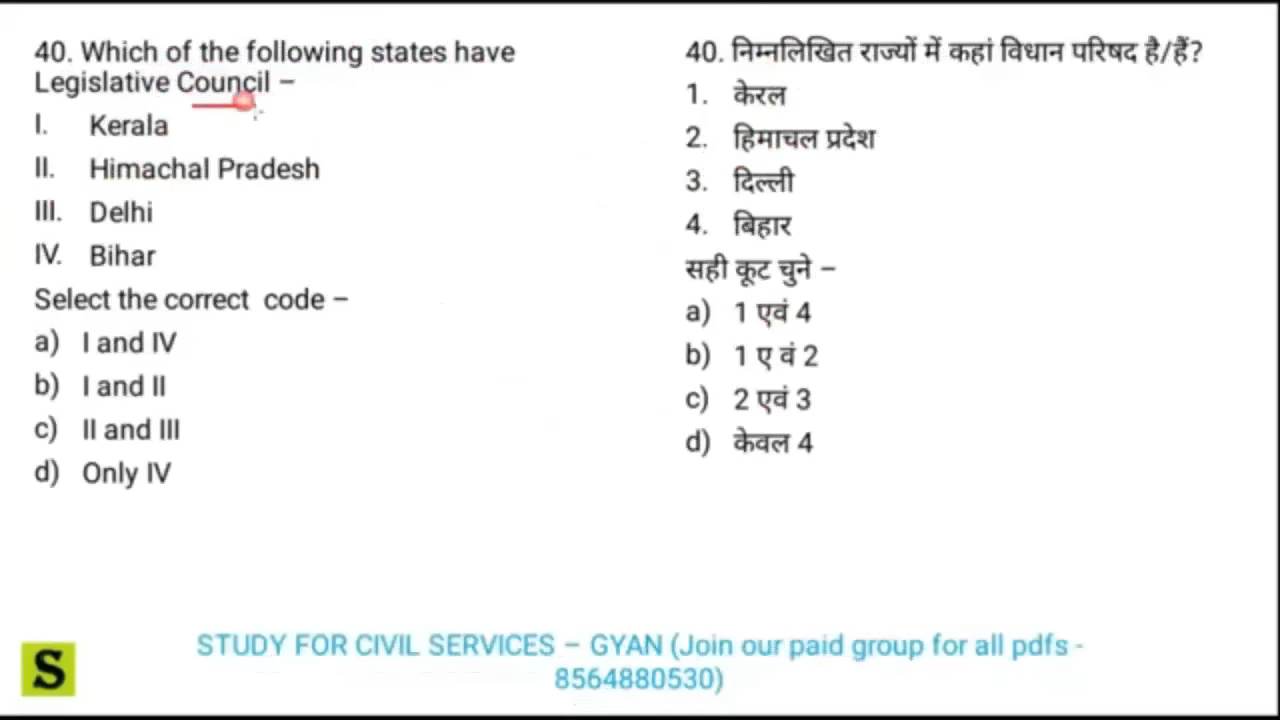 40. Which of the following states have
Legislative Council –
I. Kerala
II. Himachal Pradesh
III. Delhi
IV. Bihar
Select the correct code –
a) I and IV
b) I and II
c) II and III
d) Only IV
40. निम्नलिखित राज्यों में कहां विधान परिषद है/हैं?
1. केरल
2. हिमाचल प्रदेश
3. दिल्ली
4. बिहार
सही कूट चुने –
a) 1 एवं 4
b) 1 ए वं 2
c) 2 एवं 3
d) केवल 4
S
STUDY FOR CIVIL SERVICES – GYAN (Join our paid group for all pdfs -
8564880530)